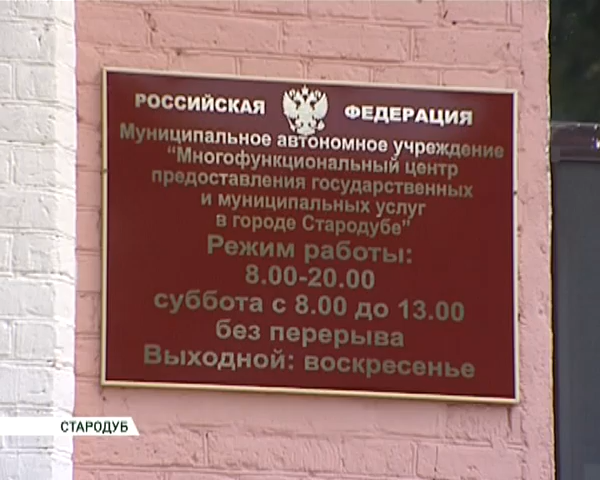 РОССИЙСКАЯ ФЕДЕРАЦИЯ
Муниципальное автономное учреждение
"Многофункциональный центр
предоставления государственных
и муниципальных услуг
в городе Стародубе"
Режим работы:
8.00-20.00
суббота с 8.00 до 13.00
без перерыва
Выходной: воскресенье
СТАРОДУБ